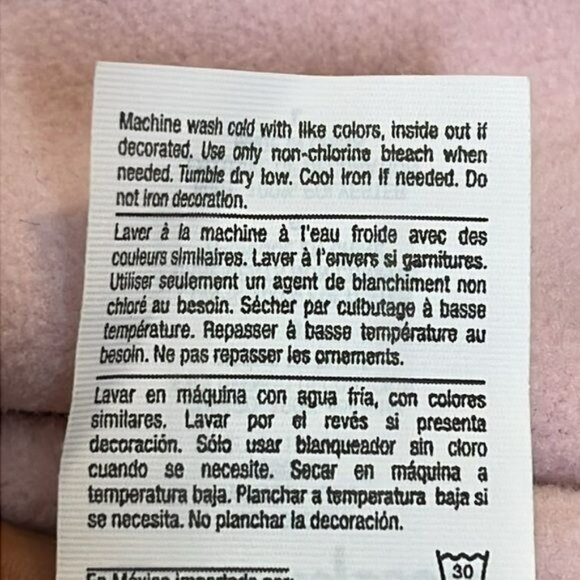 Machine wash cold with like colors, inside out if
decorated. Use only non-chlorine bleach when
needed. Tumble dry low. Cool iron if needed. Do
not iron decoration.
Laver à la machine à l'eau froide avec des
couleurs similaires. Laver à l'envers si garnitures.
Utiliser seulement un agent de blanchiment non
chloré au besoin. Sécher par culbutage à basse
température. Repasser à basse température au
besoin. Ne pas repasser les ornements.
Lavar en máquina con agua fría, con colores
similares. Lavar por el revés si presenta
decoración. Sólo usar blanqueador sin cloro
cuando se necesite. Secar en máquina a
temperatura baja. Planchar a temperatura baja si
se necesita. No planchar la decoración.
En México importado por:
30